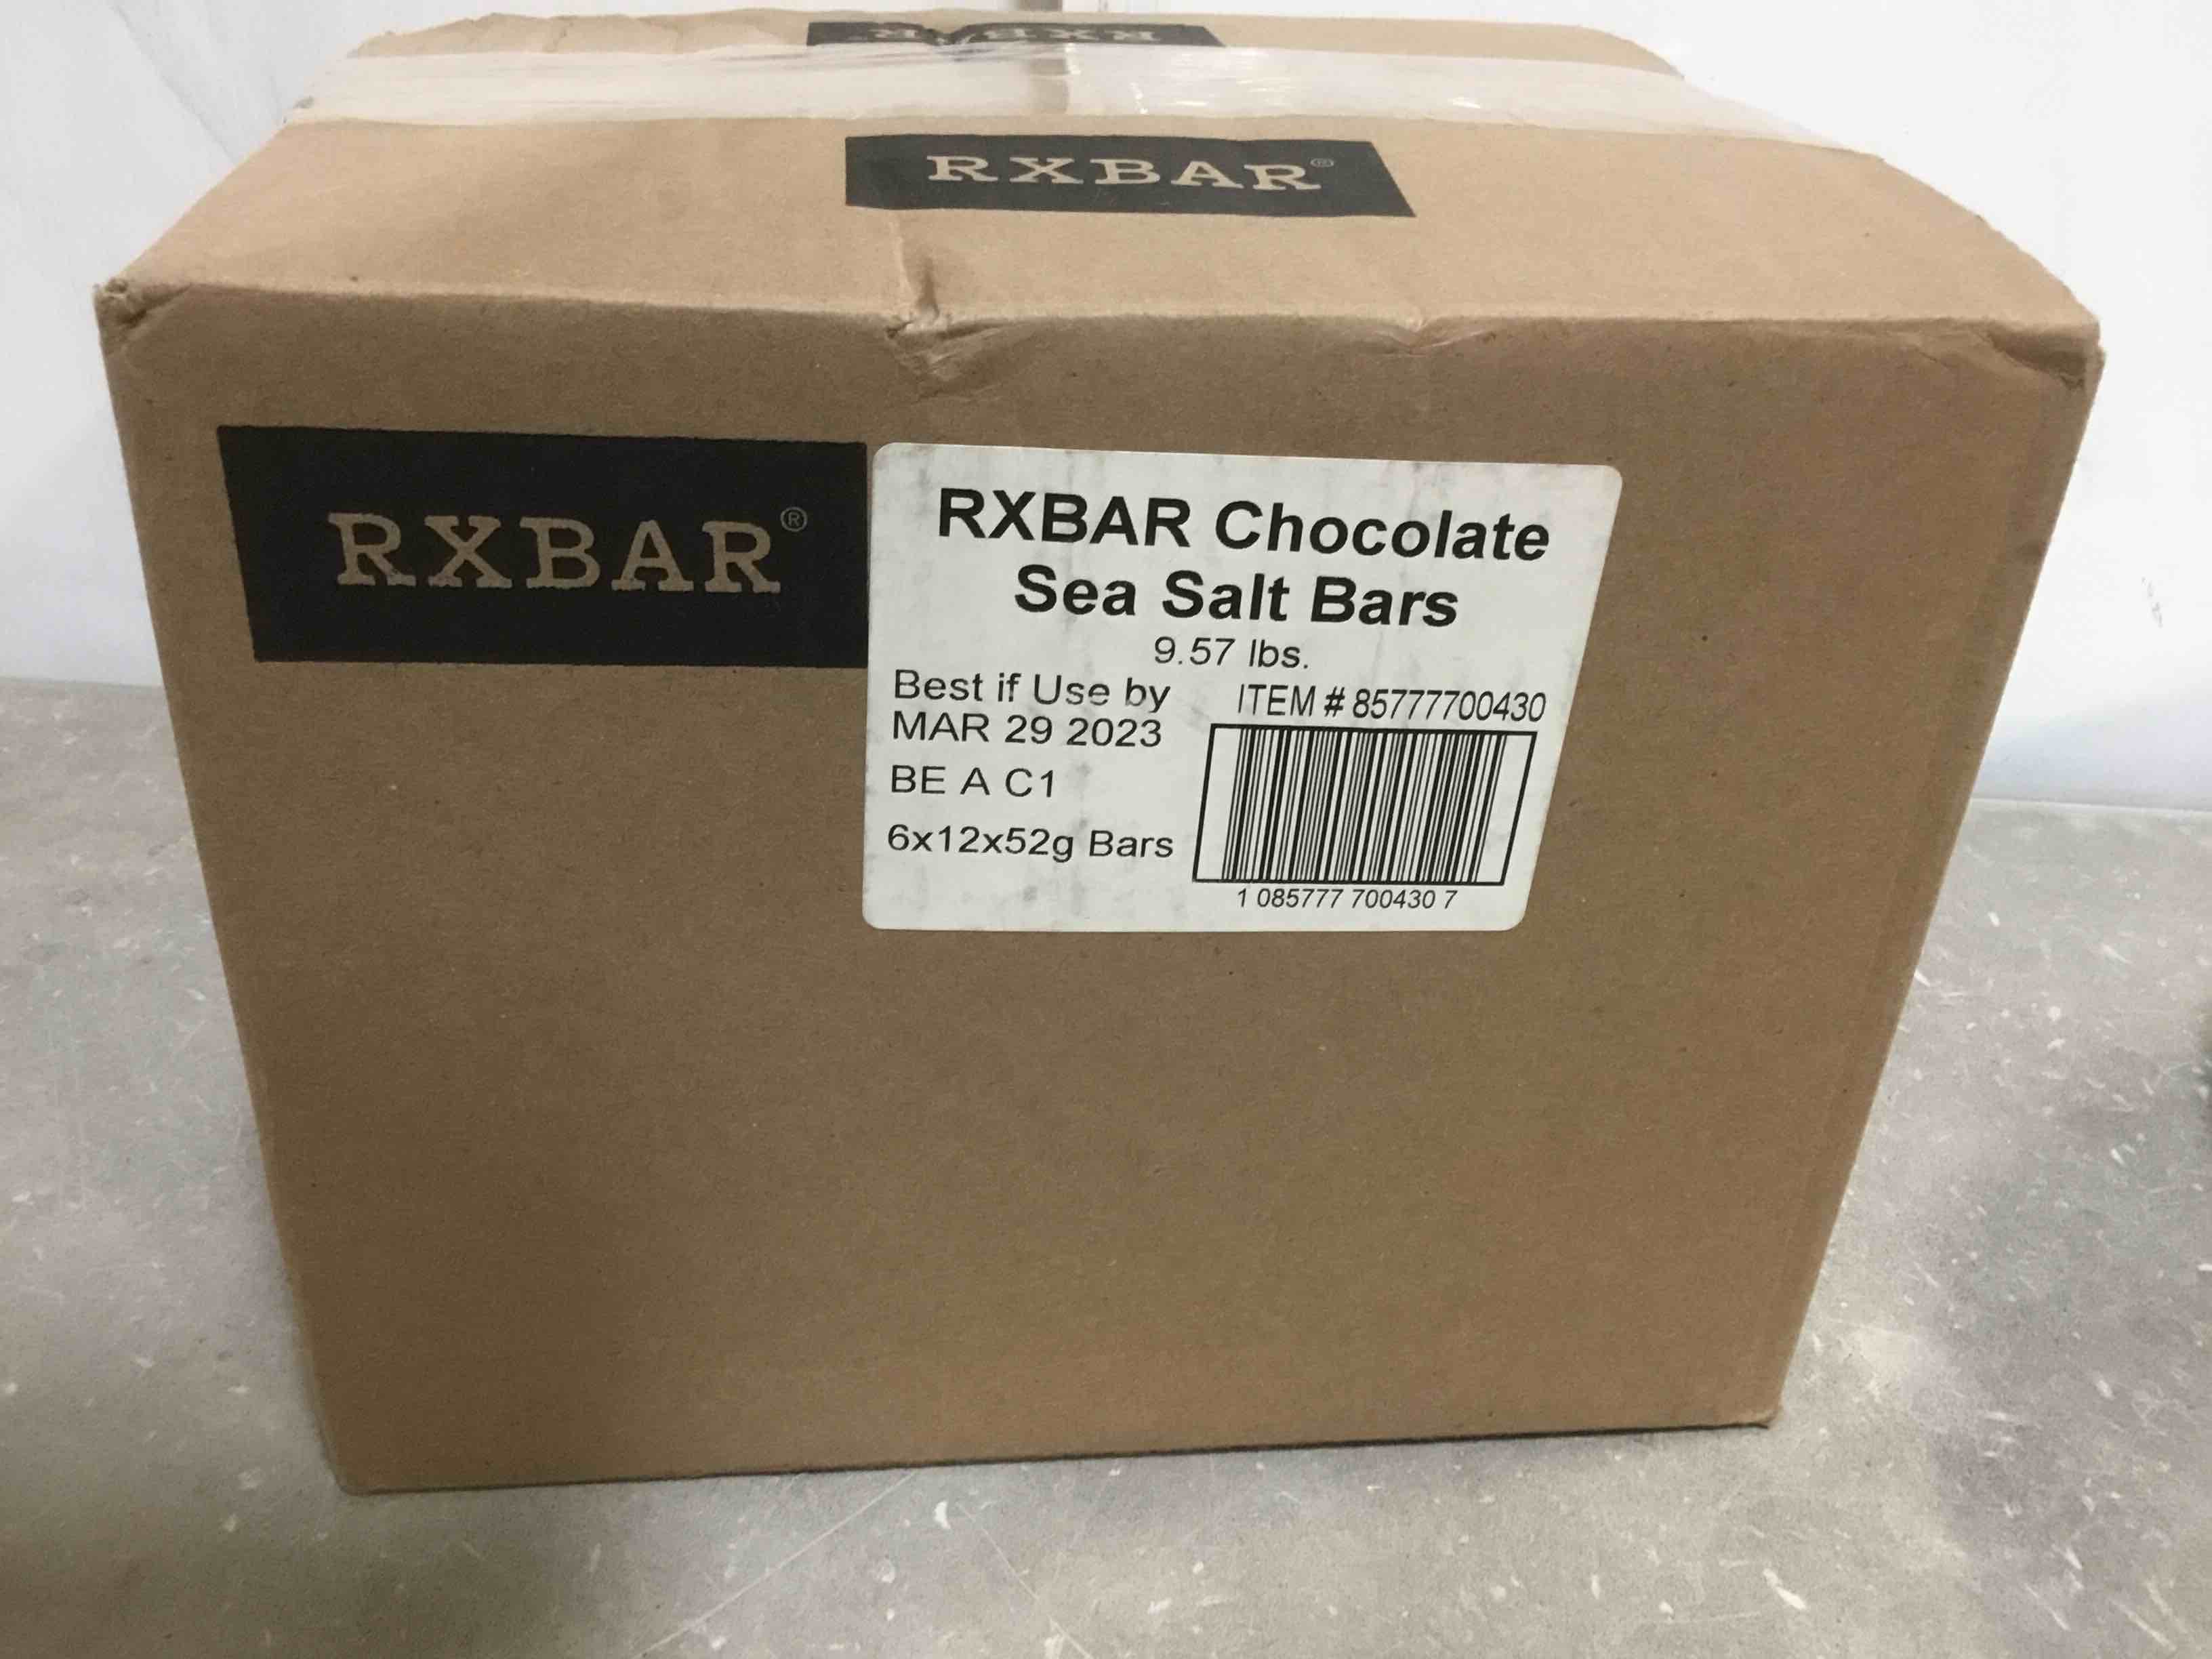 RXBAR
RXBAR®
RXBAR®
RXBAR Chocolate
Sea Salt Bars
9.57 lbs.
Best if Use by
MAR 29 2023
ITEM # 85777700430
BE A C1
6x12x52g Bars
1 085777 700430 7